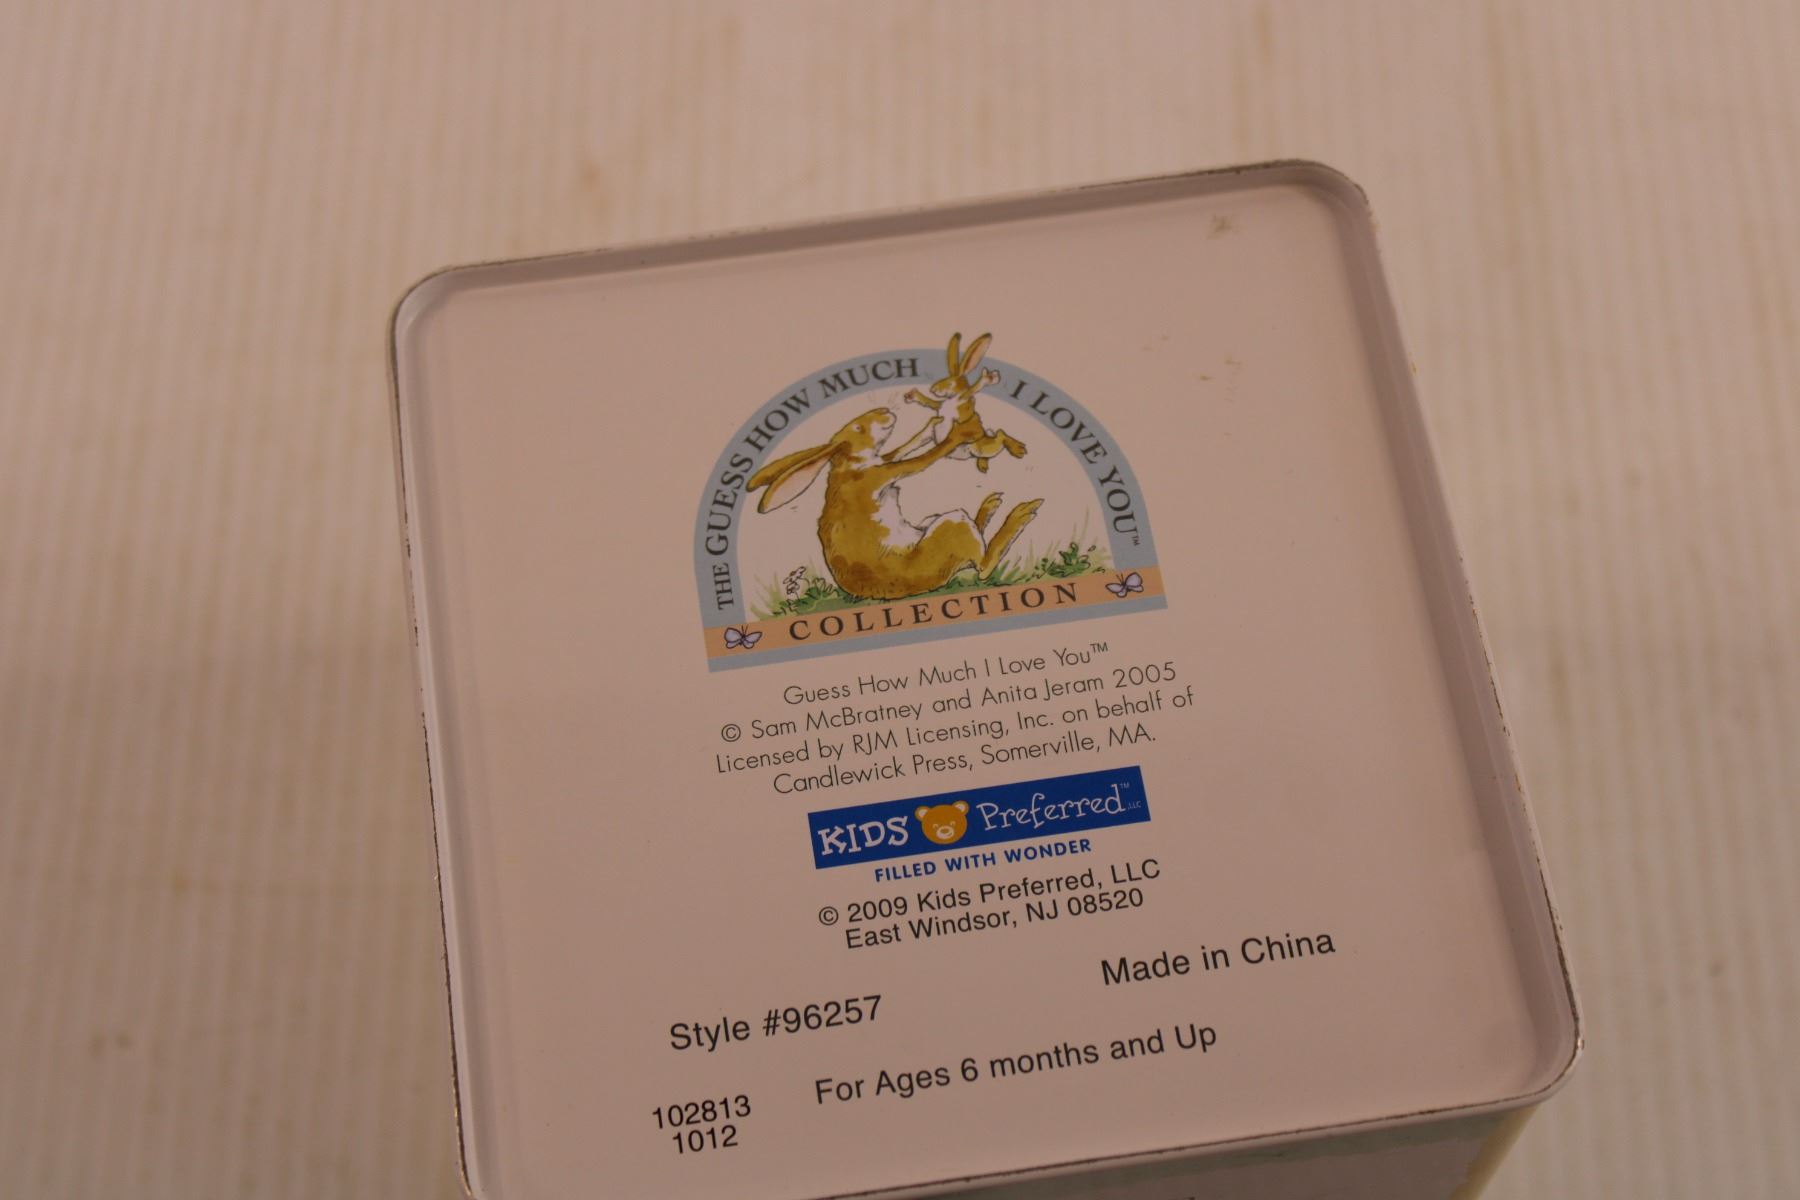 THE GUESS HOW MUCH I LOVE YOU™
COLLECTION
Guess How Much I Love You™
© Sam McBratney and Anita Jeram 2005
Licensed by RJM Licensing, Inc. on behalf of
Candlewick Press, Somerville, MA.
KIDS Preferred™ LLC
FILLED WITH WONDER
© 2009 Kids Preferred, LLC
East Windsor, NJ 08520
Made in China
Style #96257
For Ages 6 months and Up
102813
1012